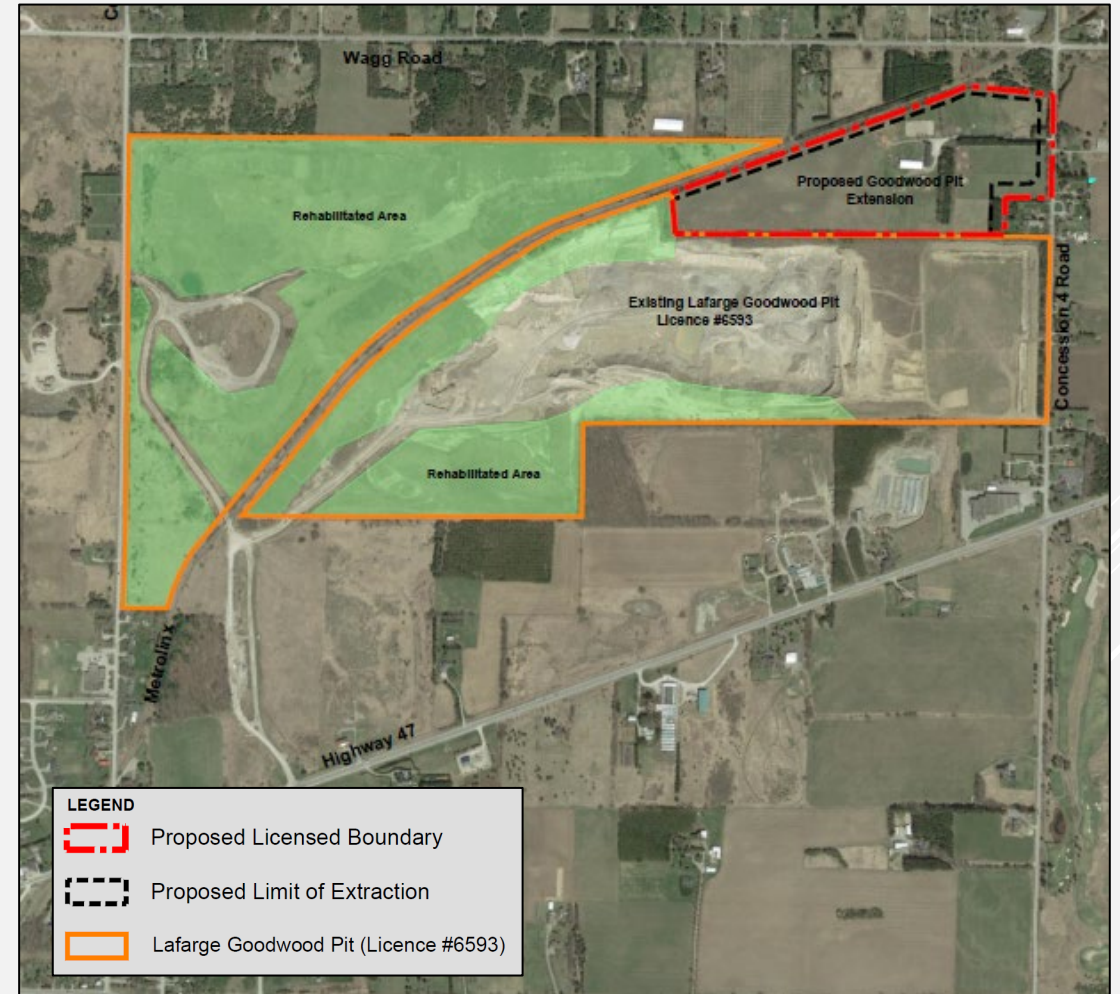 C
Wagg Road
Rehabilitated Area
Proposed Goodwood Pit
Extension
Existing Lafarge Goodwood Pit
Licence #6593
Concession 4 Road
Rehabilitated Area
Metrolinx
Highway 47
LEGEND
Proposed Licensed Boundary
Proposed Limit of Extraction
Lafarge Goodwood Pit (Licence #6593)